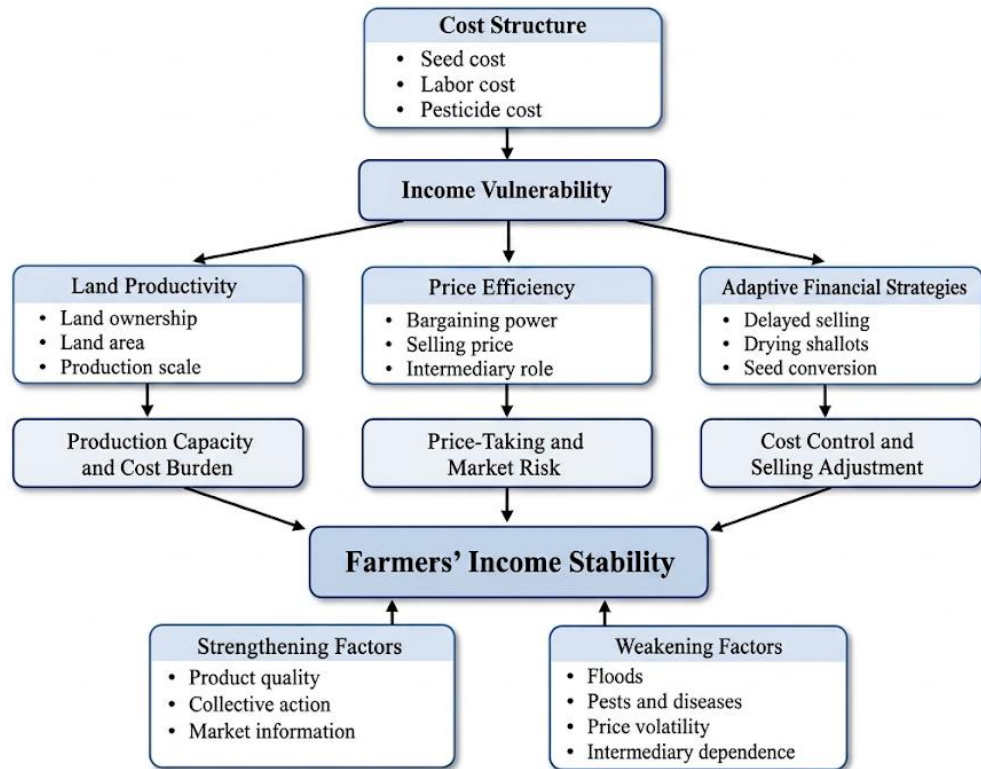 Cost Structure
• Seed cost
• Labor cost
• Pesticide cost
Income Vulnerability
Land Productivity
• Land ownership
• Land area
• Production scale
Price Efficiency
• Bargaining power
• Selling price
• Intermediary role
Adaptive Financial Strategies
• Delayed selling
• Drying shallots
• Seed conversion
Production Capacity
and Cost Burden
Price-Taking and
Market Risk
Cost Control and
Selling Adjustment
Farmers’ Income Stability
Strengthening Factors
• Product quality
• Collective action
• Market information
Weakening Factors
• Floods
• Pests and diseases
• Price volatility
• Intermediary dependence